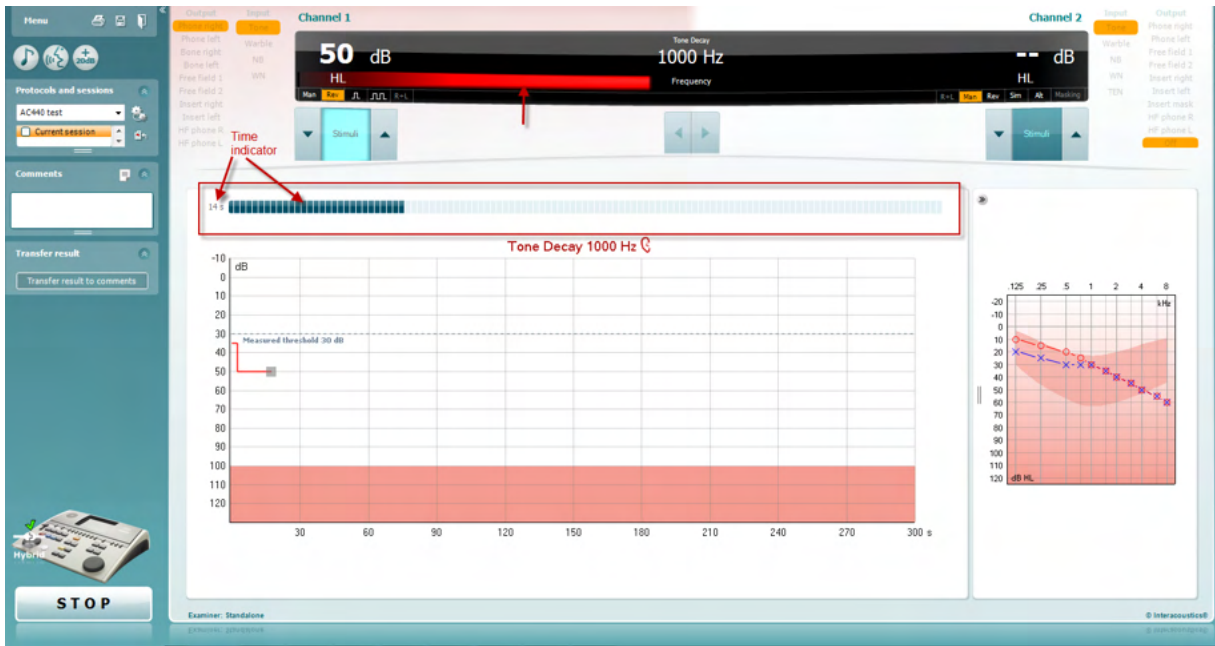 Menu
Protocols and sessions
AC440 test
Current session
Comments
Transfer result
Transfer result to comments
Hybrid
STOP
Output Input
Phone right Tone
Phone left Warble
Bone right NB
Bone left
Free field 1 WN
Free field 2
Insert right
Insert left
HF phone R
HF phone L
Channel 1
Channel 2
50 dB
HL
Tone Decay
1000 Hz
Frequency
-- dB
HL
Man Rev R+L
R+L Man Rev Sim Alt Masking
Stimuli
Stimuli
Input Output
Tone Phone right
Warble Phone left
NB Free field 1
Free field 2
WN Insert right
TEN Insert left
Insert mask
HF phone R
HF phone L
Off
Time
indicator
14 s
Tone Decay 1000 Hz
dB
-10
0
10
20
30
Measured threshold 30 dB
40
50
60
70
80
90
100
110
120
30 60 90 120 150 180 210 240 270 300 s
.125 .25 .5 1 2 4 8
kHz
-20
-10
0
10
20
30
40
50
60
70
80
90
100
110
120 dB HL
Examiner: Standalone
© Interacoustics®